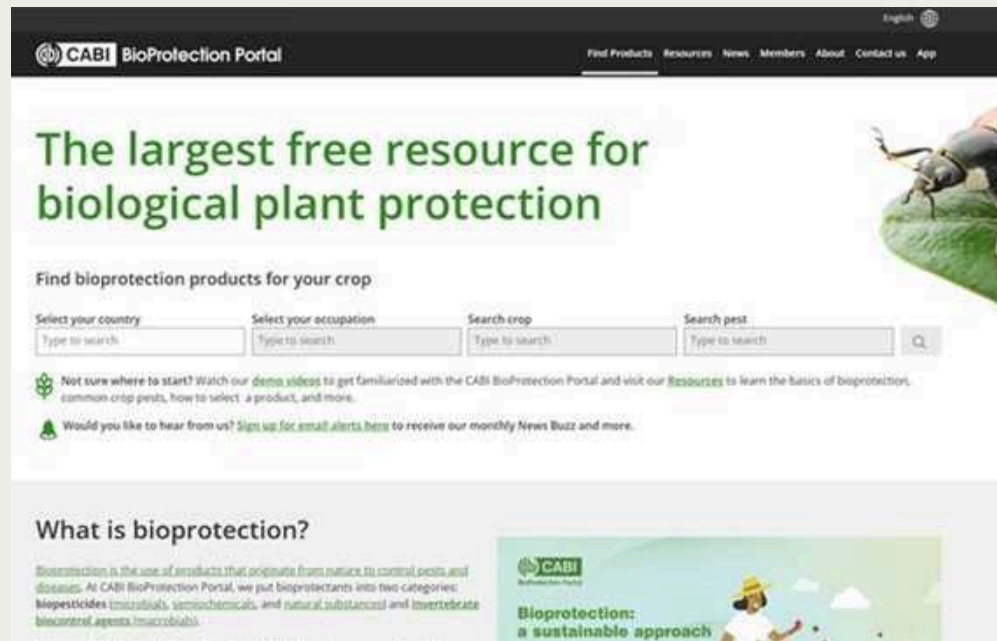 English
CABI BioProtection Portal
Find Products Resources News Members About Contact us App
The largest free resource for
biological plant protection
Find bioprotection products for your crop
Select your country Select your occupation Search crop Search pest
Type to search Type to search Type to search Type to search
Not sure where to start? Watch our demo videos to get familiarized with the CABI BioProtection Portal and visit our Resources to learn the basics of bioprotection,
common crop pests, how to select a product, and more.
Would you like to hear from us? Sign up for email alerts here to receive our monthly News Buzz and more.
What is bioprotection?
Bioprotection is the use of products that originate from nature to control pests and
diseases. At CABI BioProtection Portal, we put bioprotectants into two categories:
biopesticides (microbials, semiochemicals, and natural substances) and invertebrate
biocontrol agents (macrobials).
CABI
BioProtection Portal
Bioprotection:
a sustainable approach